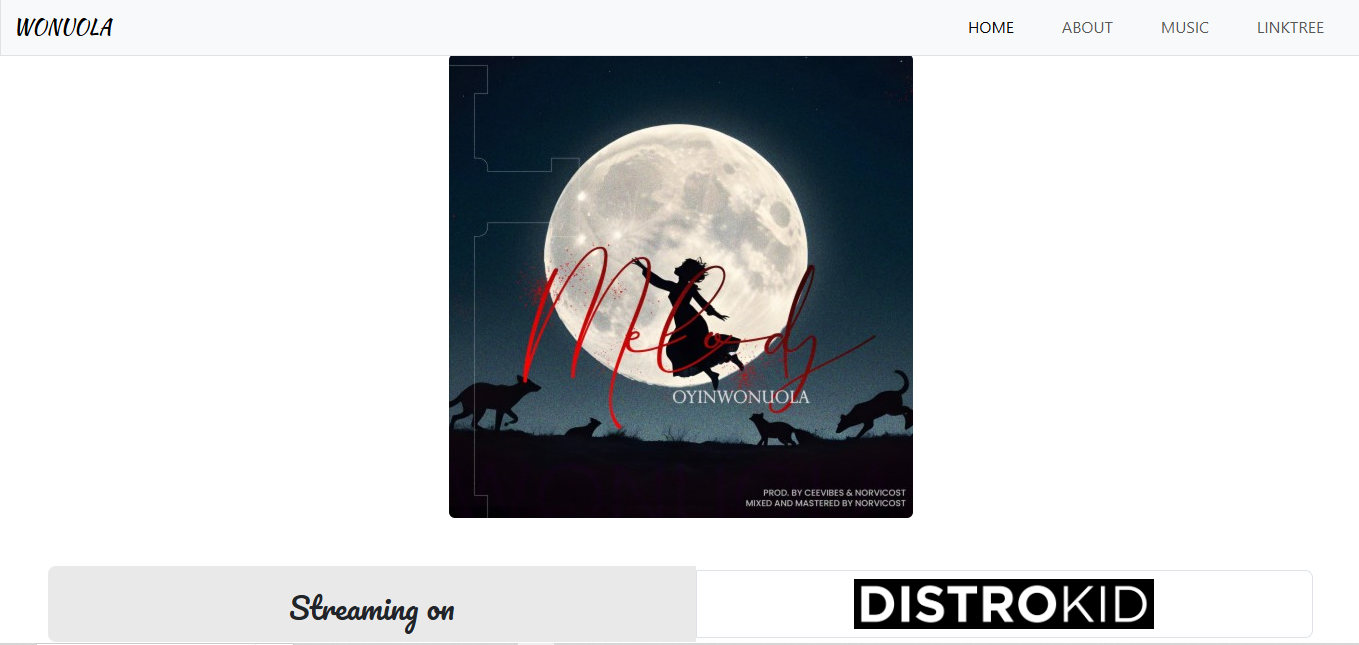 WONUOLA
HOME ABOUT MUSIC LINKTREE
Melody
OYINWONUOLA
PROD. BY CEEVIBES & NORVICOST
MIXED AND MASTERED BY NORVICOST
Streaming on
DISTROKID